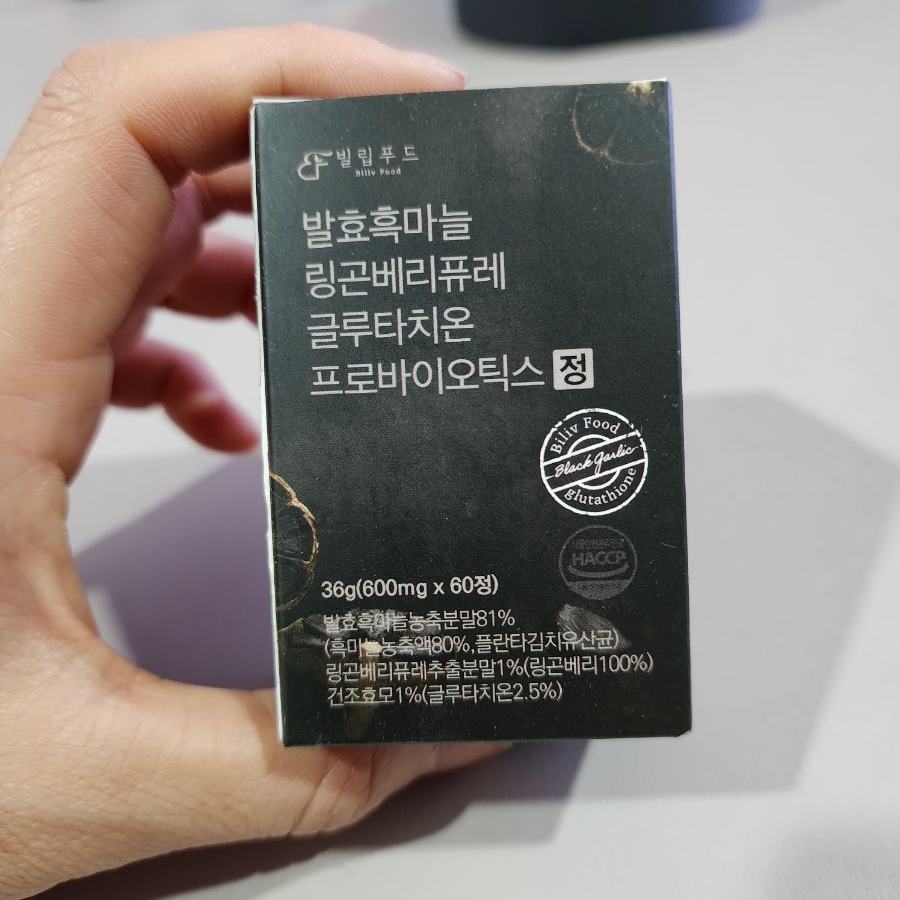 빌립푸드
Biliv Food
발효흑마늘
링곤베리퓨레
글루타치온
프로바이오틱스 정
Biliv Food
Black Garlic
glutathione
HACCP
36g(600mg x 60정)
발효흑마늘농축분말81%
(흑마늘농축액80%,플란타김치유산균)
링곤베리퓨레추출분말1%(링곤베리100%)
건조효모1%(글루타치온2.5%)